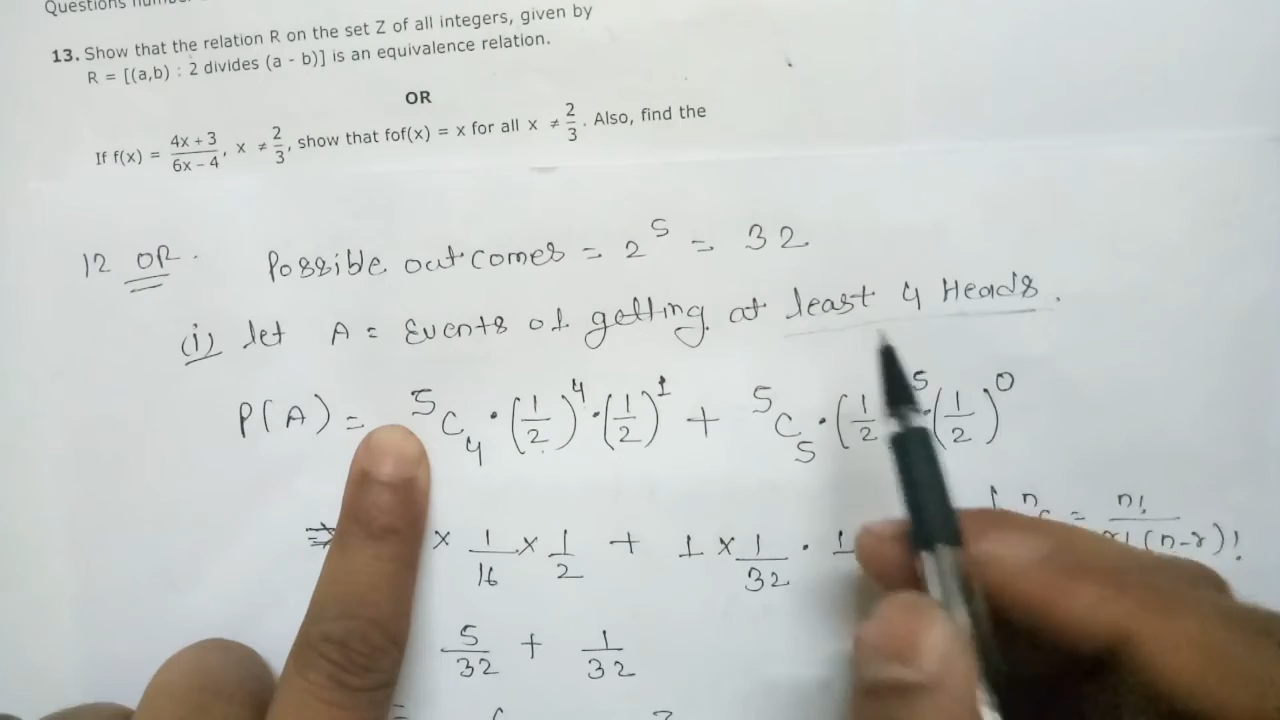 Questions
13. Show that the relation R on the set Z of all integers, given by
R = [(a,b) : 2 divides (a - b)] is an equivalence relation.
OR
If f(x) = (4x + 3)/(6x – 4), x ≠ 2/3, show that fof(x) = x for all x ≠ 2/3. Also, find the
12 OR. Possible outcomes = 2^5 = 32
(i) let A = Events of getting at least 4 Heads.
P(A) = 5C4 · (1/2)^4 · (1/2)^1 + 5C5 · (1/2)^5 · (1/2)^0
⇒ × 1/16 × 1/2 + 1 × 1/32 · 1
n = n!/ (n-r)!
5/32 + 1/32
=